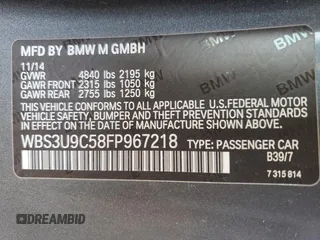 MFD BY BMW M GMBH
11/14
GVWR 4840 lbs 2195 kg
GAWR FRONT 2315 lbs 1050 kg
GAWR REAR 2755 lbs 1250 kg
THIS VEHICLE CONFORMS TO ALL APPLICABLE U.S. FEDERAL MOTOR
VEHICLE SAFETY, BUMPER AND THEFT PREVENTION STANDARDS
IN EFFECT ON THE DATE OF MANUFACTURE SHOWN ABOVE.
WBS3U9C58FP967218 TYPE: PASSENGER CAR
B39/7
7 315 814
DREAMBID